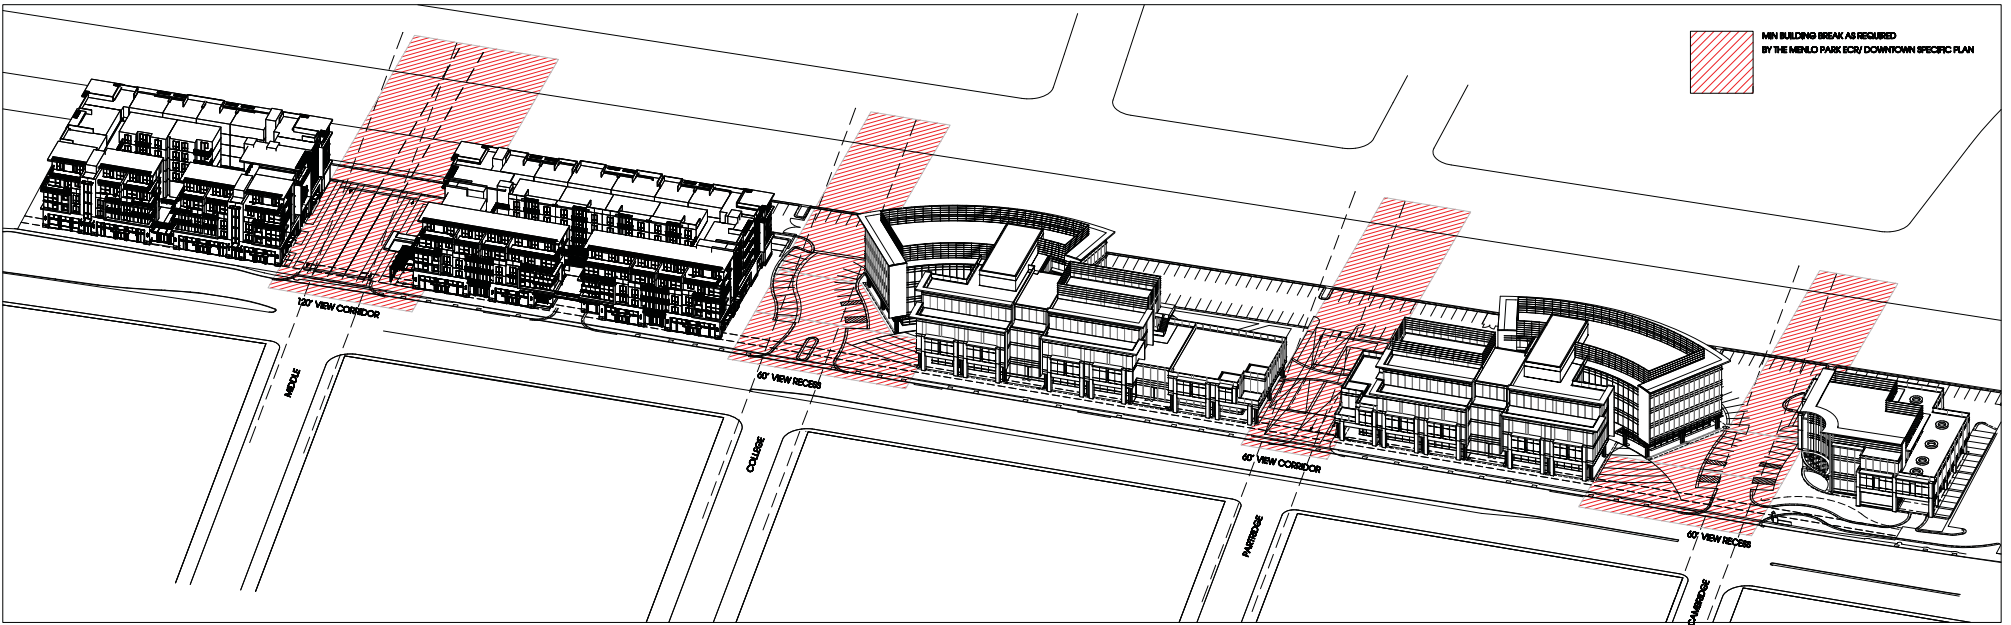 MIN BUILDING BREAK AS REQUIRED
BY THE MENLO PARK ECR/ DOWNTOWN SPECIFIC PLAN
120' VIEW CORRIDOR
MIDDLE
60' VIEW RECESS
COLLEGE
60' VIEW CORRIDOR
PARTRIDGE
60' VIEW RECESS
CAMBRIDGE